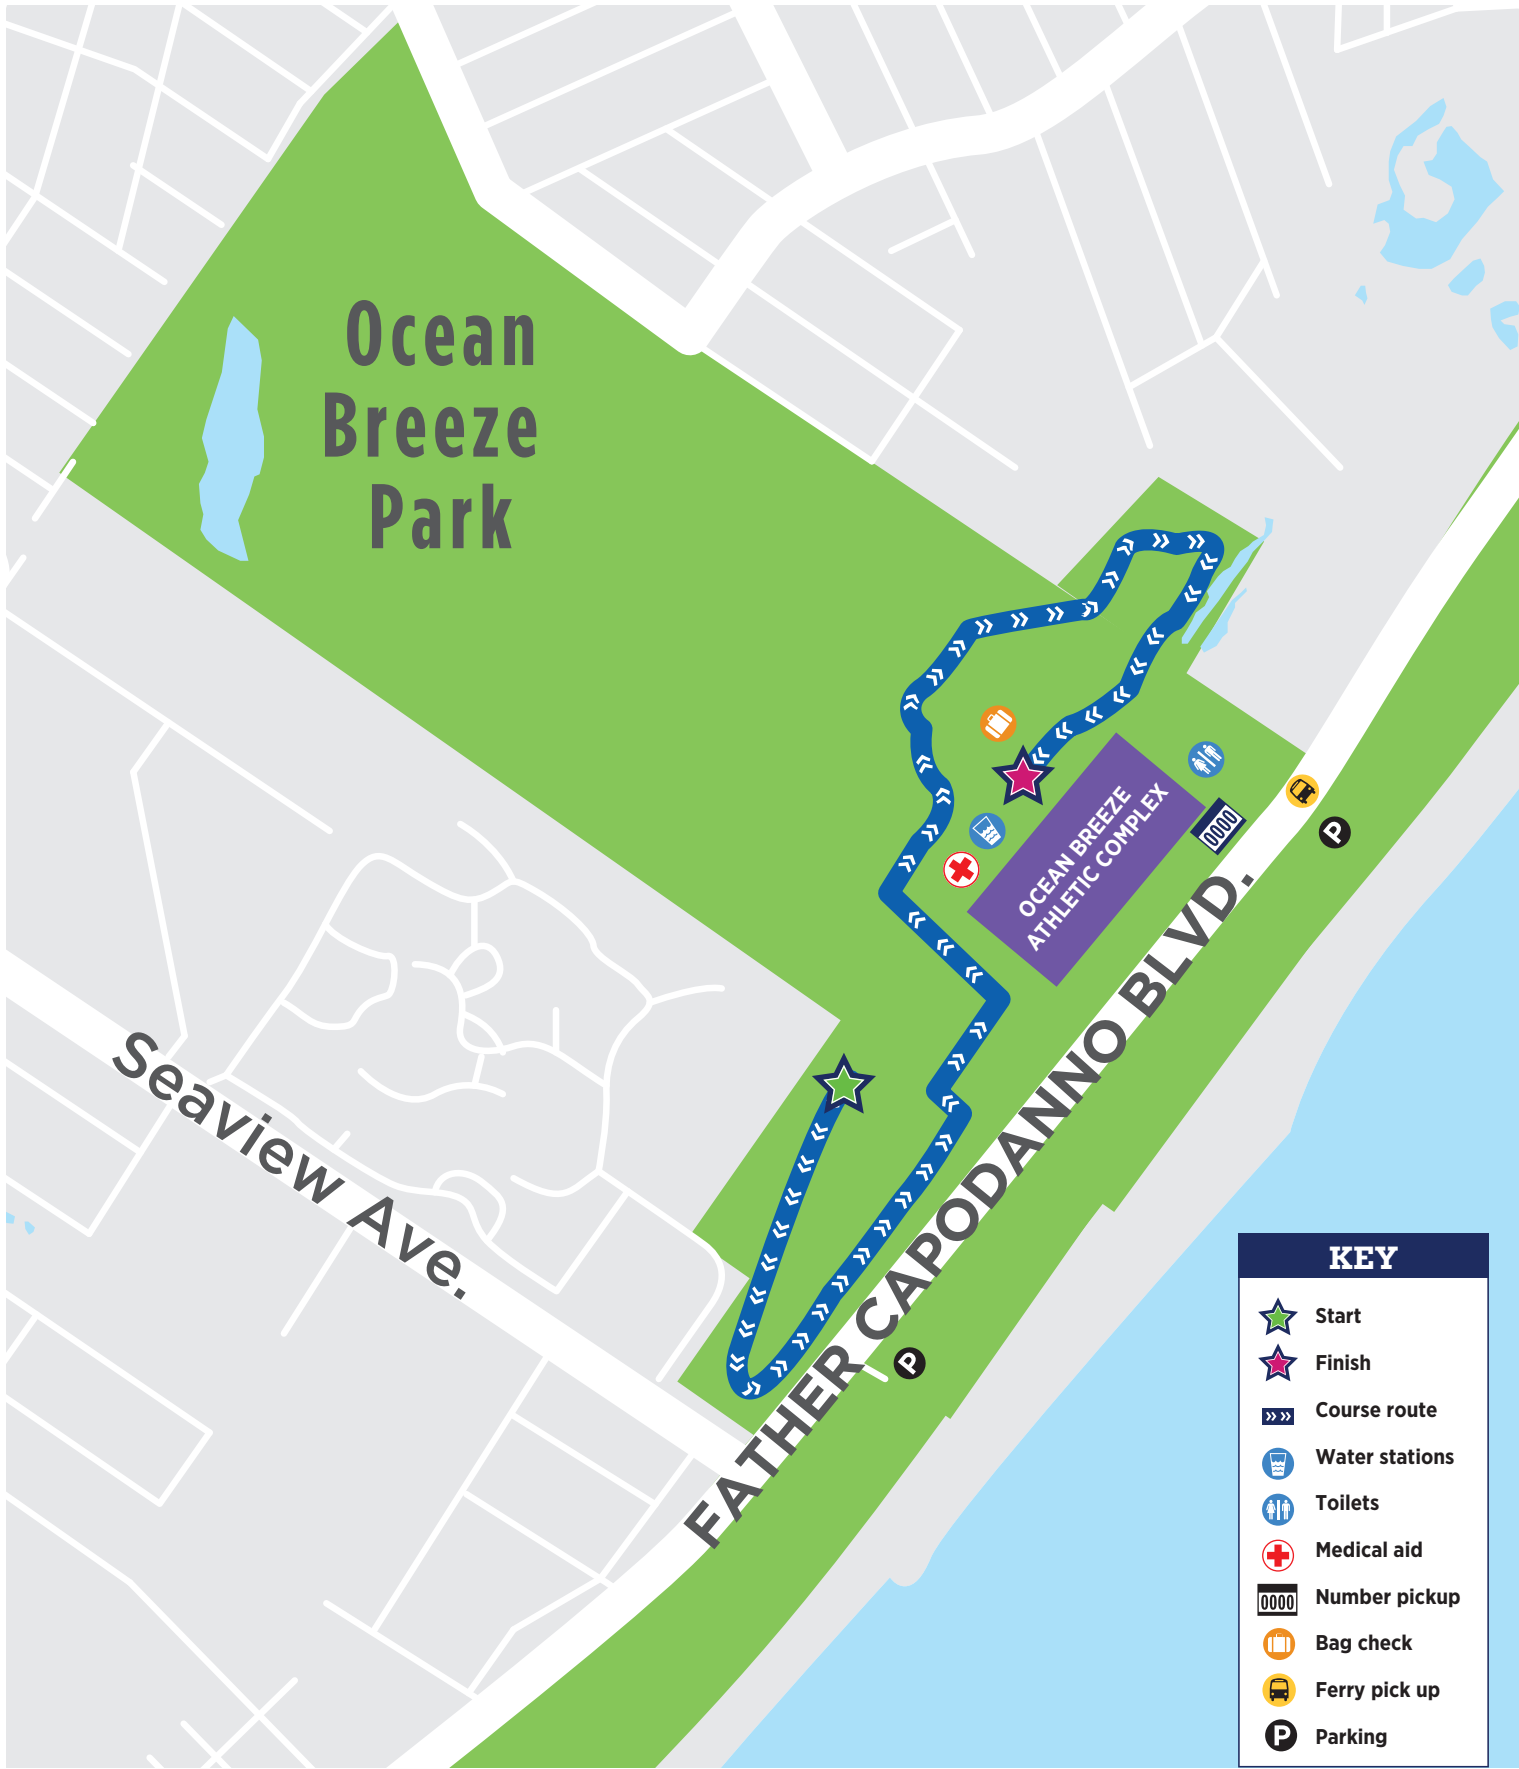 Ocean
Breeze
Park
OCEAN BREEZE
ATHLETIC COMPLEX
0000
P
FATHER CAPODANNO BLVD.
Seaview Ave.
P
KEY
Start
Finish
Course route
Water stations
Toilets
Medical aid
0000 Number pickup
Bag check
Ferry pick up
P Parking